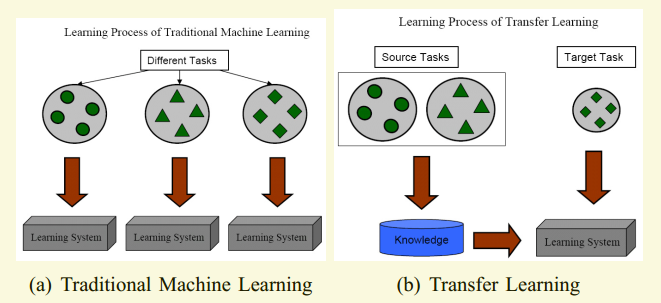 Learning Process of Traditional Machine Learning
Different Tasks
Learning System
Learning System
Learning System
(a) Traditional Machine Learning
Learning Process of Transfer Learning
Source Tasks
Target Task
Knowledge
Learning System
(b) Transfer Learning